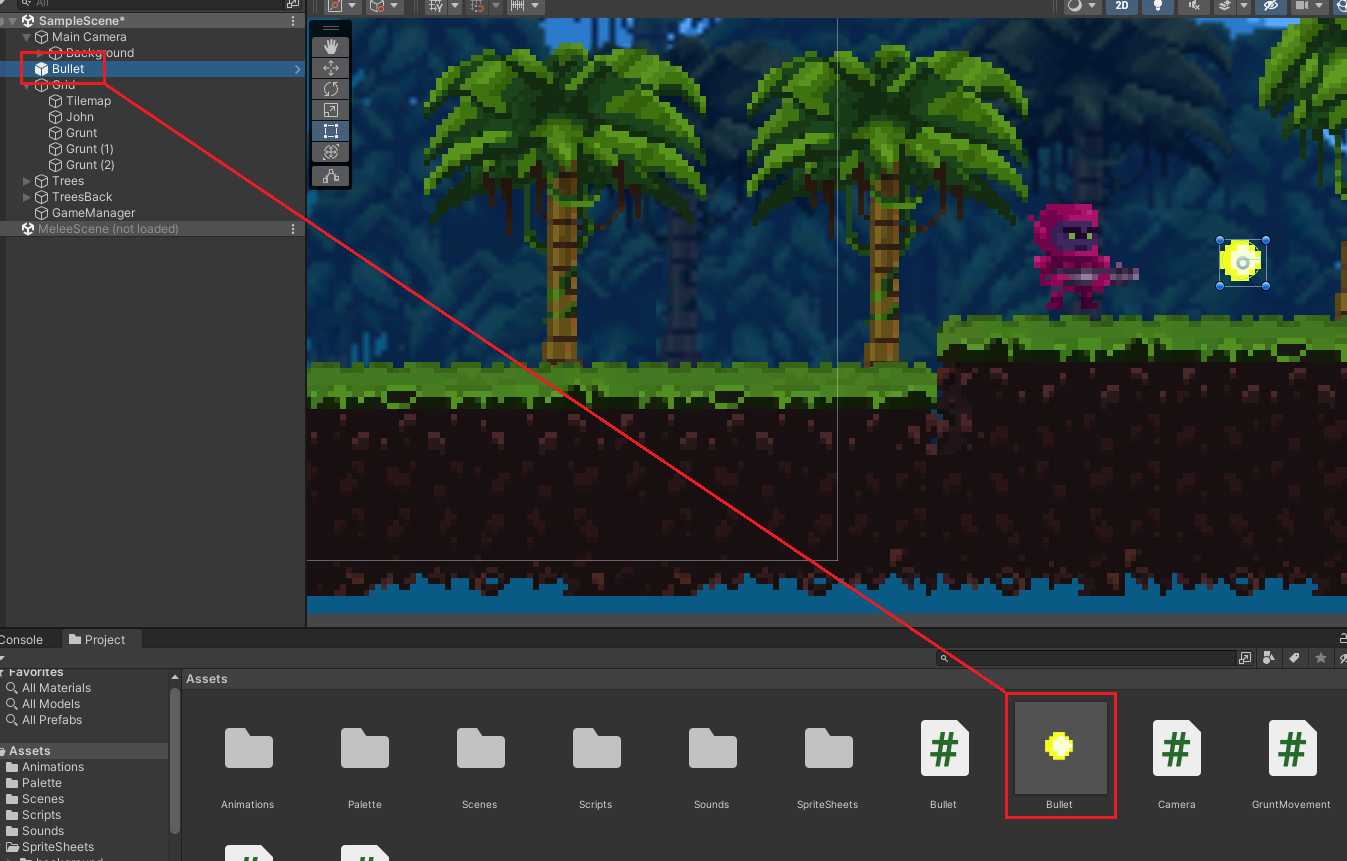 All
SampleScene*
2D
Main Camera
Background
Bullet
Grid
Tilemap
John
Grunt
Grunt (1)
Grunt (2)
Trees
TreesBack
GameManager
MeleeScene (not loaded)
Console
Project
Favorites
All Materials
All Models
All Prefabs
Assets
Animations
Palette
Scenes
Scripts
Sounds
SpriteSheets
background
Assets
Animations
Palette
Scenes
Scripts
Sounds
SpriteSheets
#
Bullet
Bullet
#
Camera
#
GruntMovement
#
#